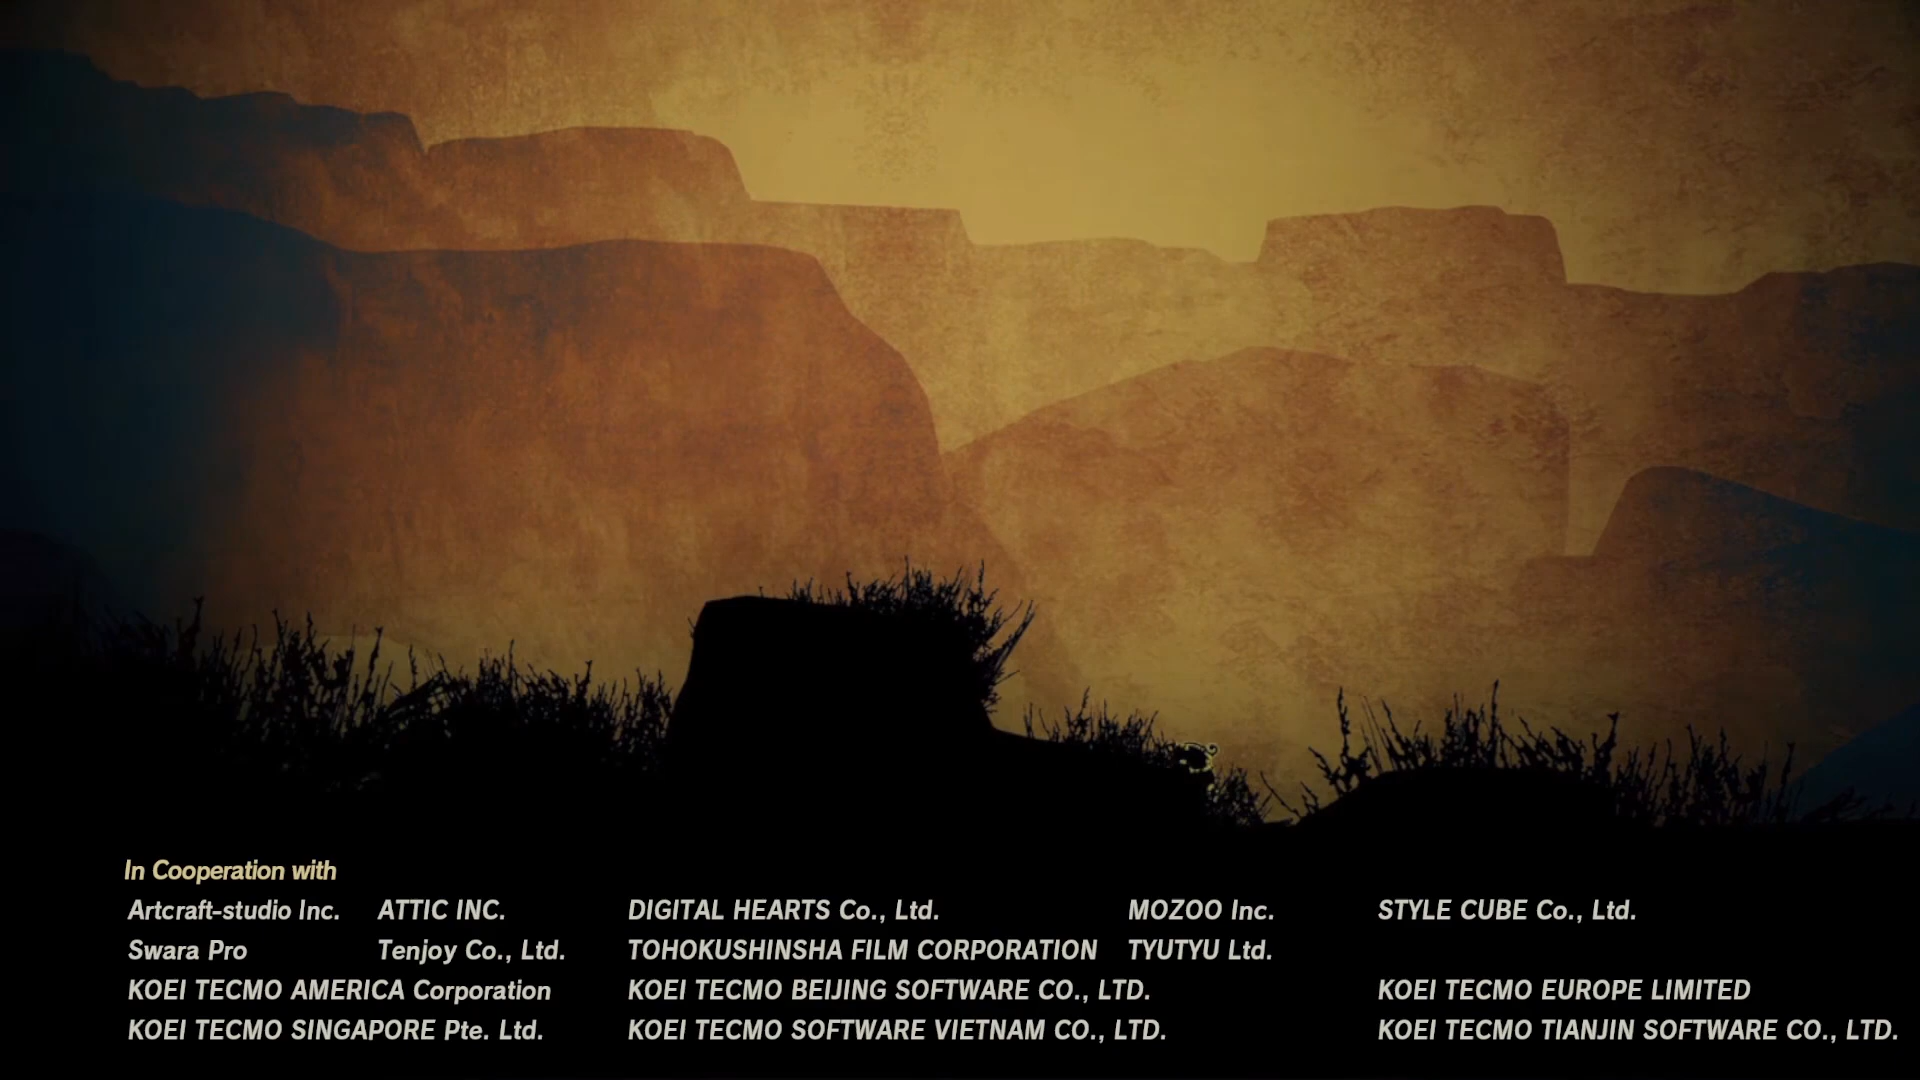 In Cooperation with
Artcraft-studio Inc. ATTIC INC. DIGITAL HEARTS Co., Ltd. MOZOO Inc. STYLE CUBE Co., Ltd.
Swara Pro Tenjoy Co., Ltd. TOHOKUSHINSHA FILM CORPORATION TYUTYU Ltd.
KOEI TECMO AMERICA Corporation KOEI TECMO BEIJING SOFTWARE CO., LTD. KOEI TECMO EUROPE LIMITED
KOEI TECMO SINGAPORE Pte. Ltd. KOEI TECMO SOFTWARE VIETNAM CO., LTD. KOEI TECMO TIANJIN SOFTWARE CO., LTD.